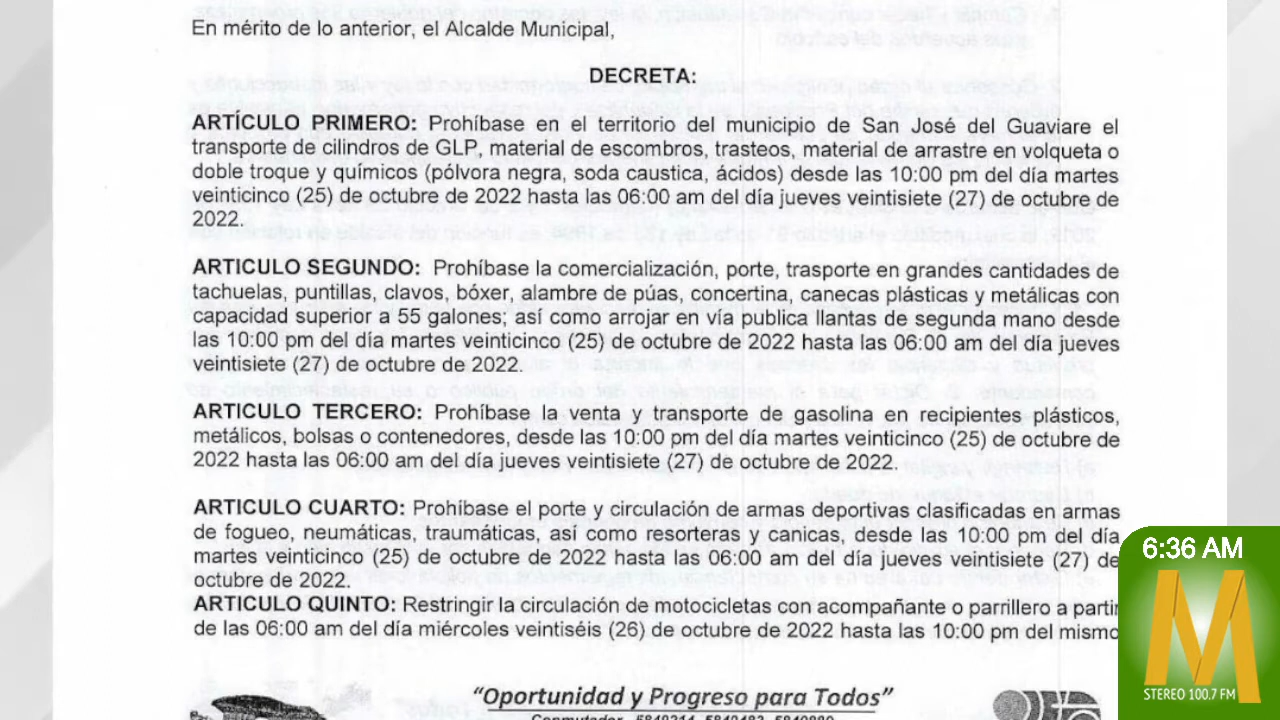 En mérito de lo anterior, el Alcalde Municipal,
DECRETA:
ARTÍCULO PRIMERO: Prohíbase en el territorio del municipio de San José del Guaviare el
transporte de cilindros de GLP, material de escombros, trasteos, material de arrastre en volqueta o
doble troque y químicos (pólvora negra, soda caustica, ácidos) desde las 10:00 pm del día martes
veinticinco (25) de octubre de 2022 hasta las 06:00 am del día jueves veintisiete (27) de octubre de
2022.
ARTICULO SEGUNDO: Prohíbase la comercialización, porte, trasporte en grandes cantidades de
tachuelas, puntillas, clavos, bóxer, alambre de púas, concertina, canecas plásticas y metálicas con
capacidad superior a 55 galones; así como arrojar en vía publica llantas de segunda mano desde
las 10:00 pm del día martes veinticinco (25) de octubre de 2022 hasta las 06:00 am del día jueves
veintisiete (27) de octubre de 2022.
ARTICULO TERCERO: Prohíbase la venta y transporte de gasolina en recipientes plásticos,
metálicos, bolsas o contenedores, desde las 10:00 pm del día martes veinticinco (25) de octubre de
2022 hasta las 06:00 am del día jueves veintisiete (27) de octubre de 2022.
ARTICULO CUARTO: Prohíbase el porte y circulación de armas deportivas clasificadas en armas
de fogueo, neumáticas, traumáticas, así como resorteras y canicas, desde las 10:00 pm del día
martes veinticinco (25) de octubre de 2022 hasta las 06:00 am del día jueves veintisiete (27) de
octubre de 2022.
ARTICULO QUINTO: Restringir la circulación de motocicletas con acompañante o parrillero a partir
de las 06:00 am del día miércoles veintiséis (26) de octubre de 2022 hasta las 10:00 pm del mismo
"Oportunidad y Progreso para Todos"
Conmutador
6:36 AM
M
STEREO 100.7 FM